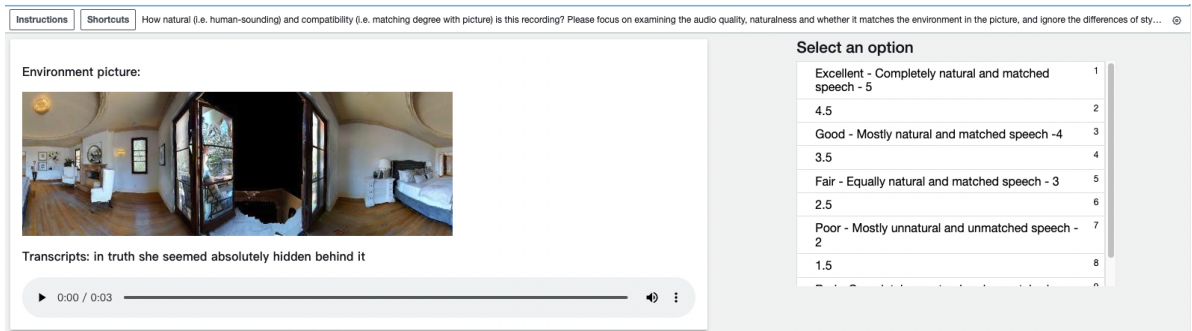 Instructions Shortcuts How natural (i.e. human-sounding) and compatibility (i.e. matching degree with picture) is this recording? Please focus on examining the audio quality, naturalness and whether it matches the environment in the picture, and ignore the differences of sty...
Environment picture:
Transcripts: in truth she seemed absolutely hidden behind it
0:00 / 0:03
Select an option
Excellent - Completely natural and matched 1
speech - 5
4.5 2
Good - Mostly natural and matched speech -4 3
3.5 4
Fair - Equally natural and matched speech - 3 5
2.5 6
Poor - Mostly unnatural and unmatched speech - 7
2
1.5 8